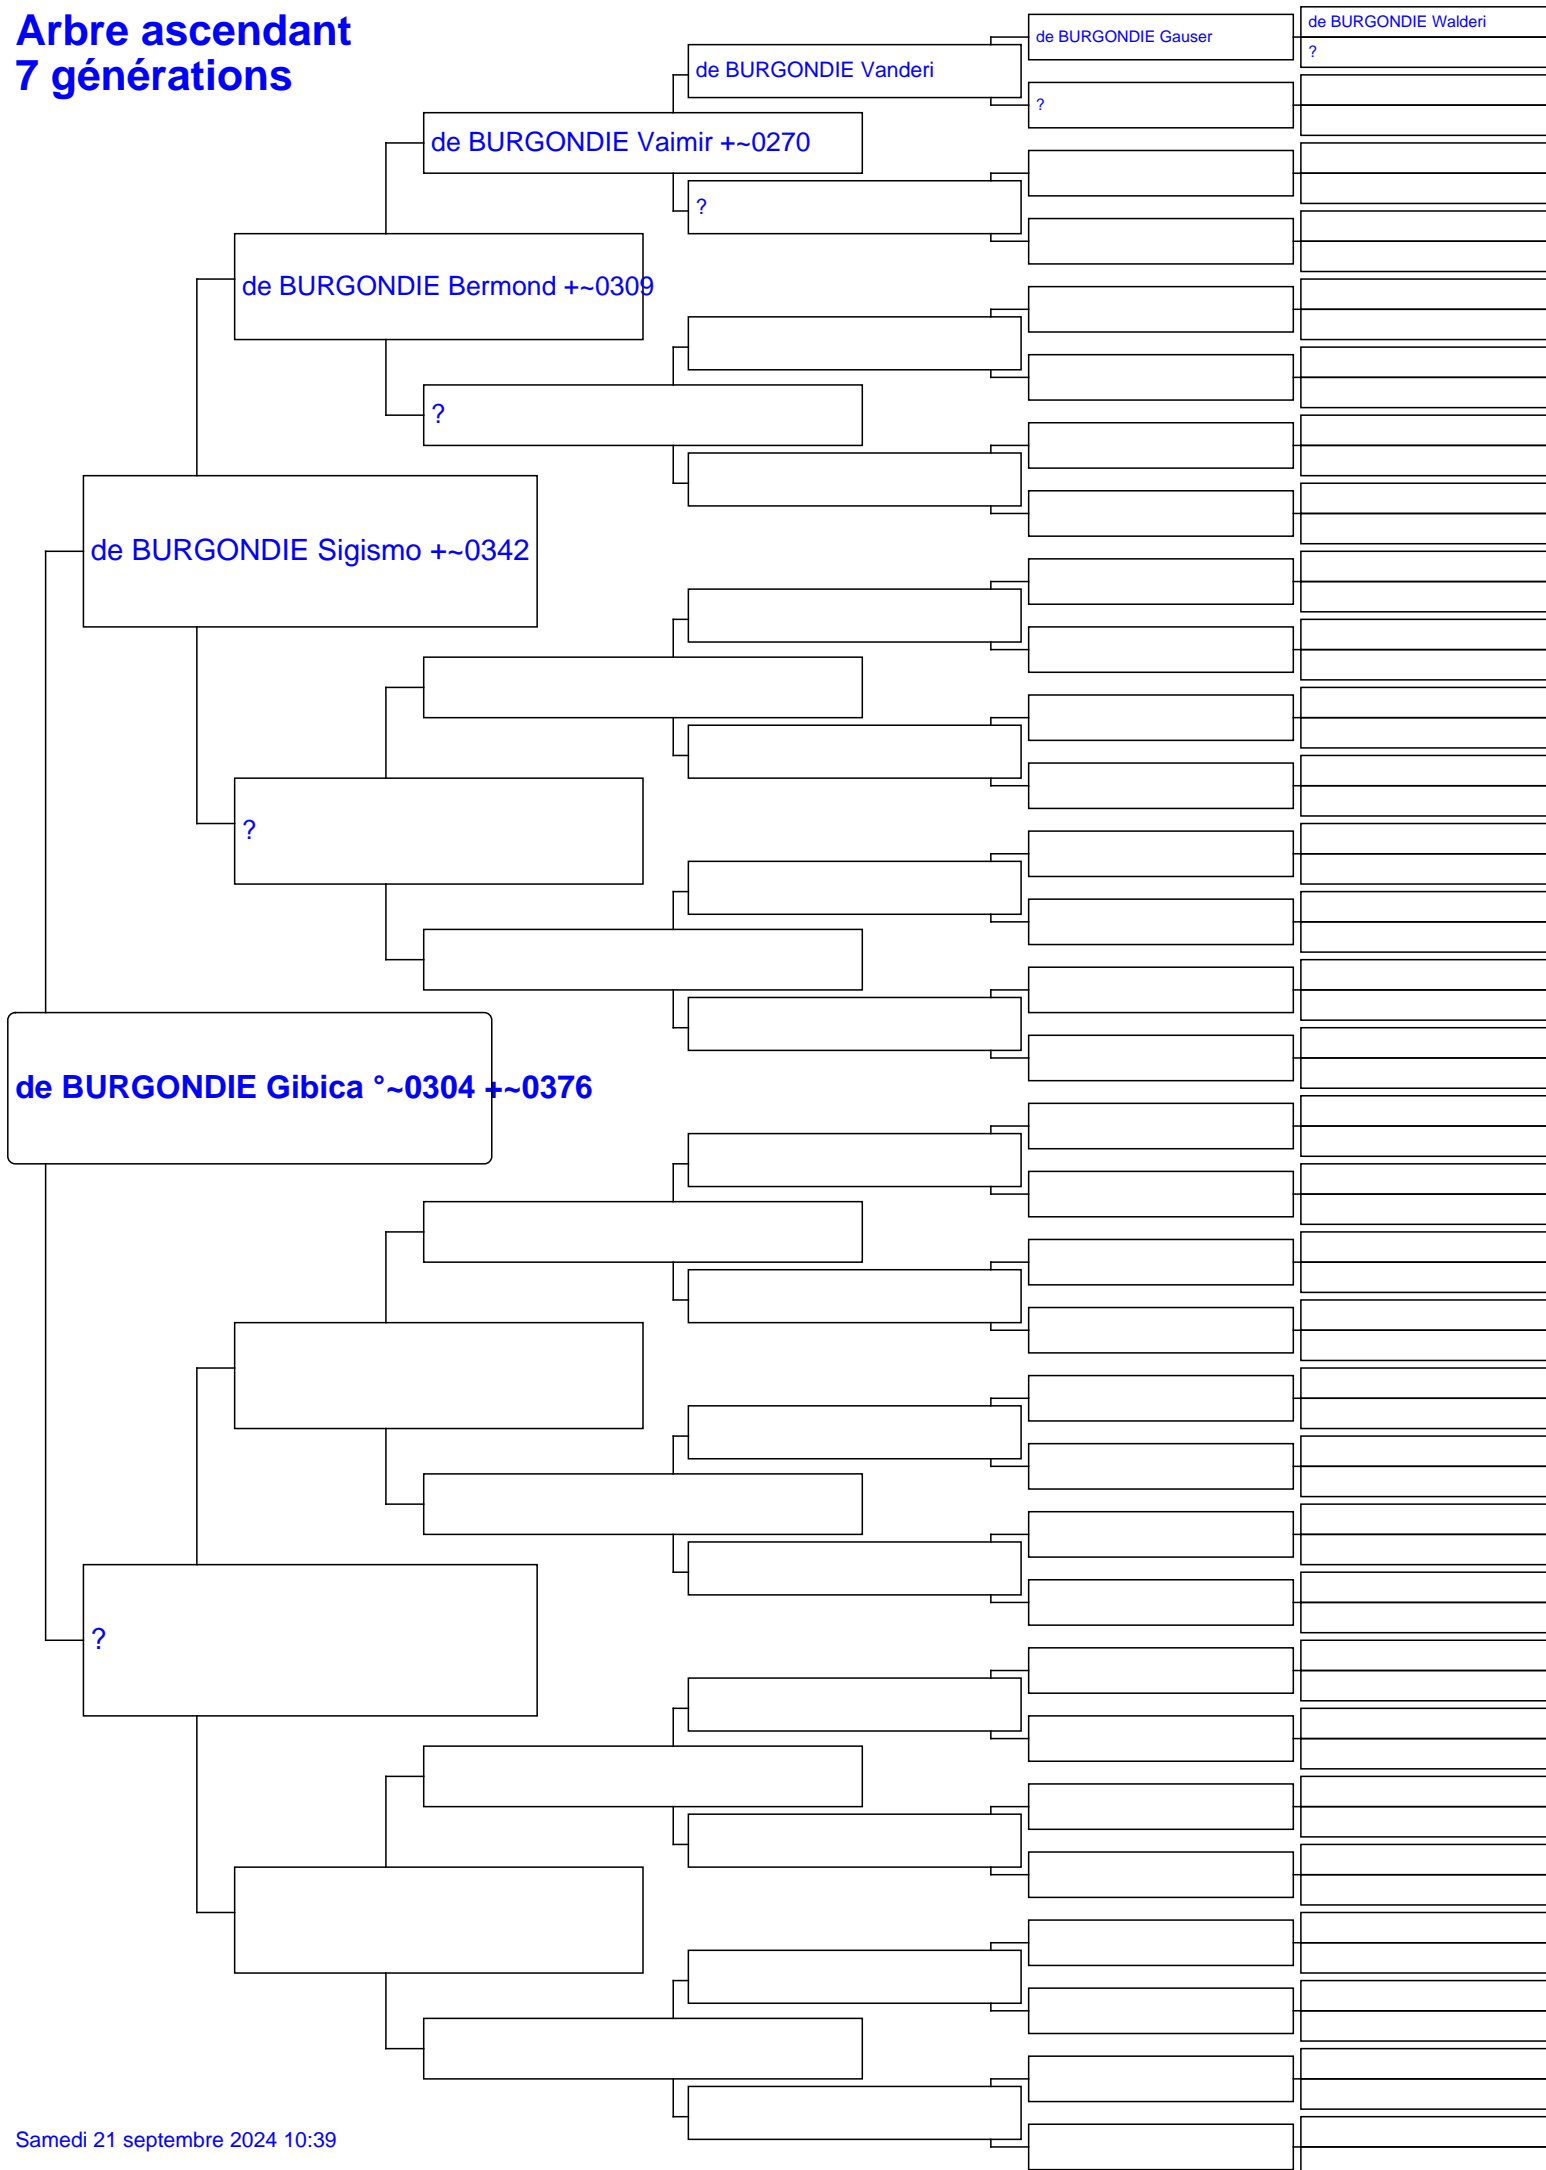 Arbre ascendant
7 générations
de BURGONDIE Walderi
?
de BURGONDIE Gauser
?
de BURGONDIE Vanderi
?
de BURGONDIE Vaimir +~0270
?
de BURGONDIE Bermond +~0309
?
de BURGONDIE Sigismo +~0342
?
de BURGONDIE Gibica °~0304 +~0376
Samedi 21 septembre 2024 10:39